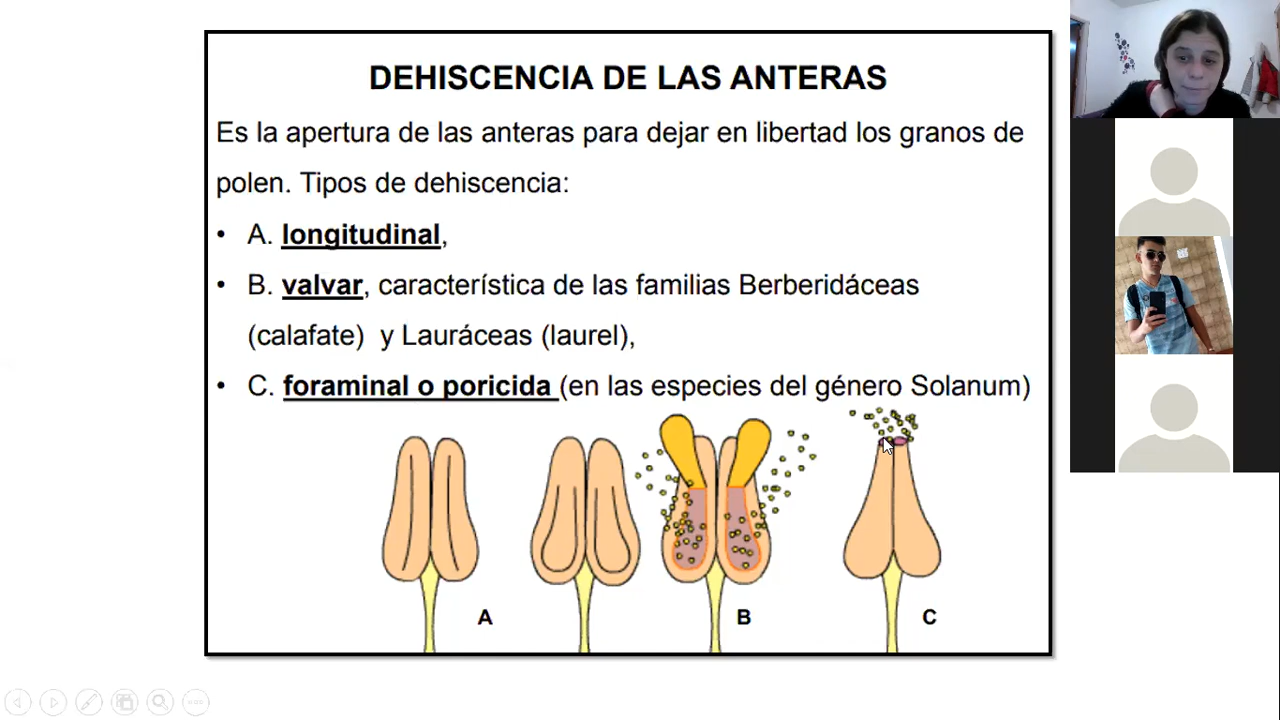 DEHISCENCIA DE LAS ANTERAS
Es la apertura de las anteras para dejar en libertad los granos de
polen. Tipos de dehiscencia:
• A. longitudinal,
• B. valvar, característica de las familias Berberidáceas
(calafate) y Lauráceas (laurel),
• C. foraminal o poricida (en las especies del género Solanum)
A
B
C